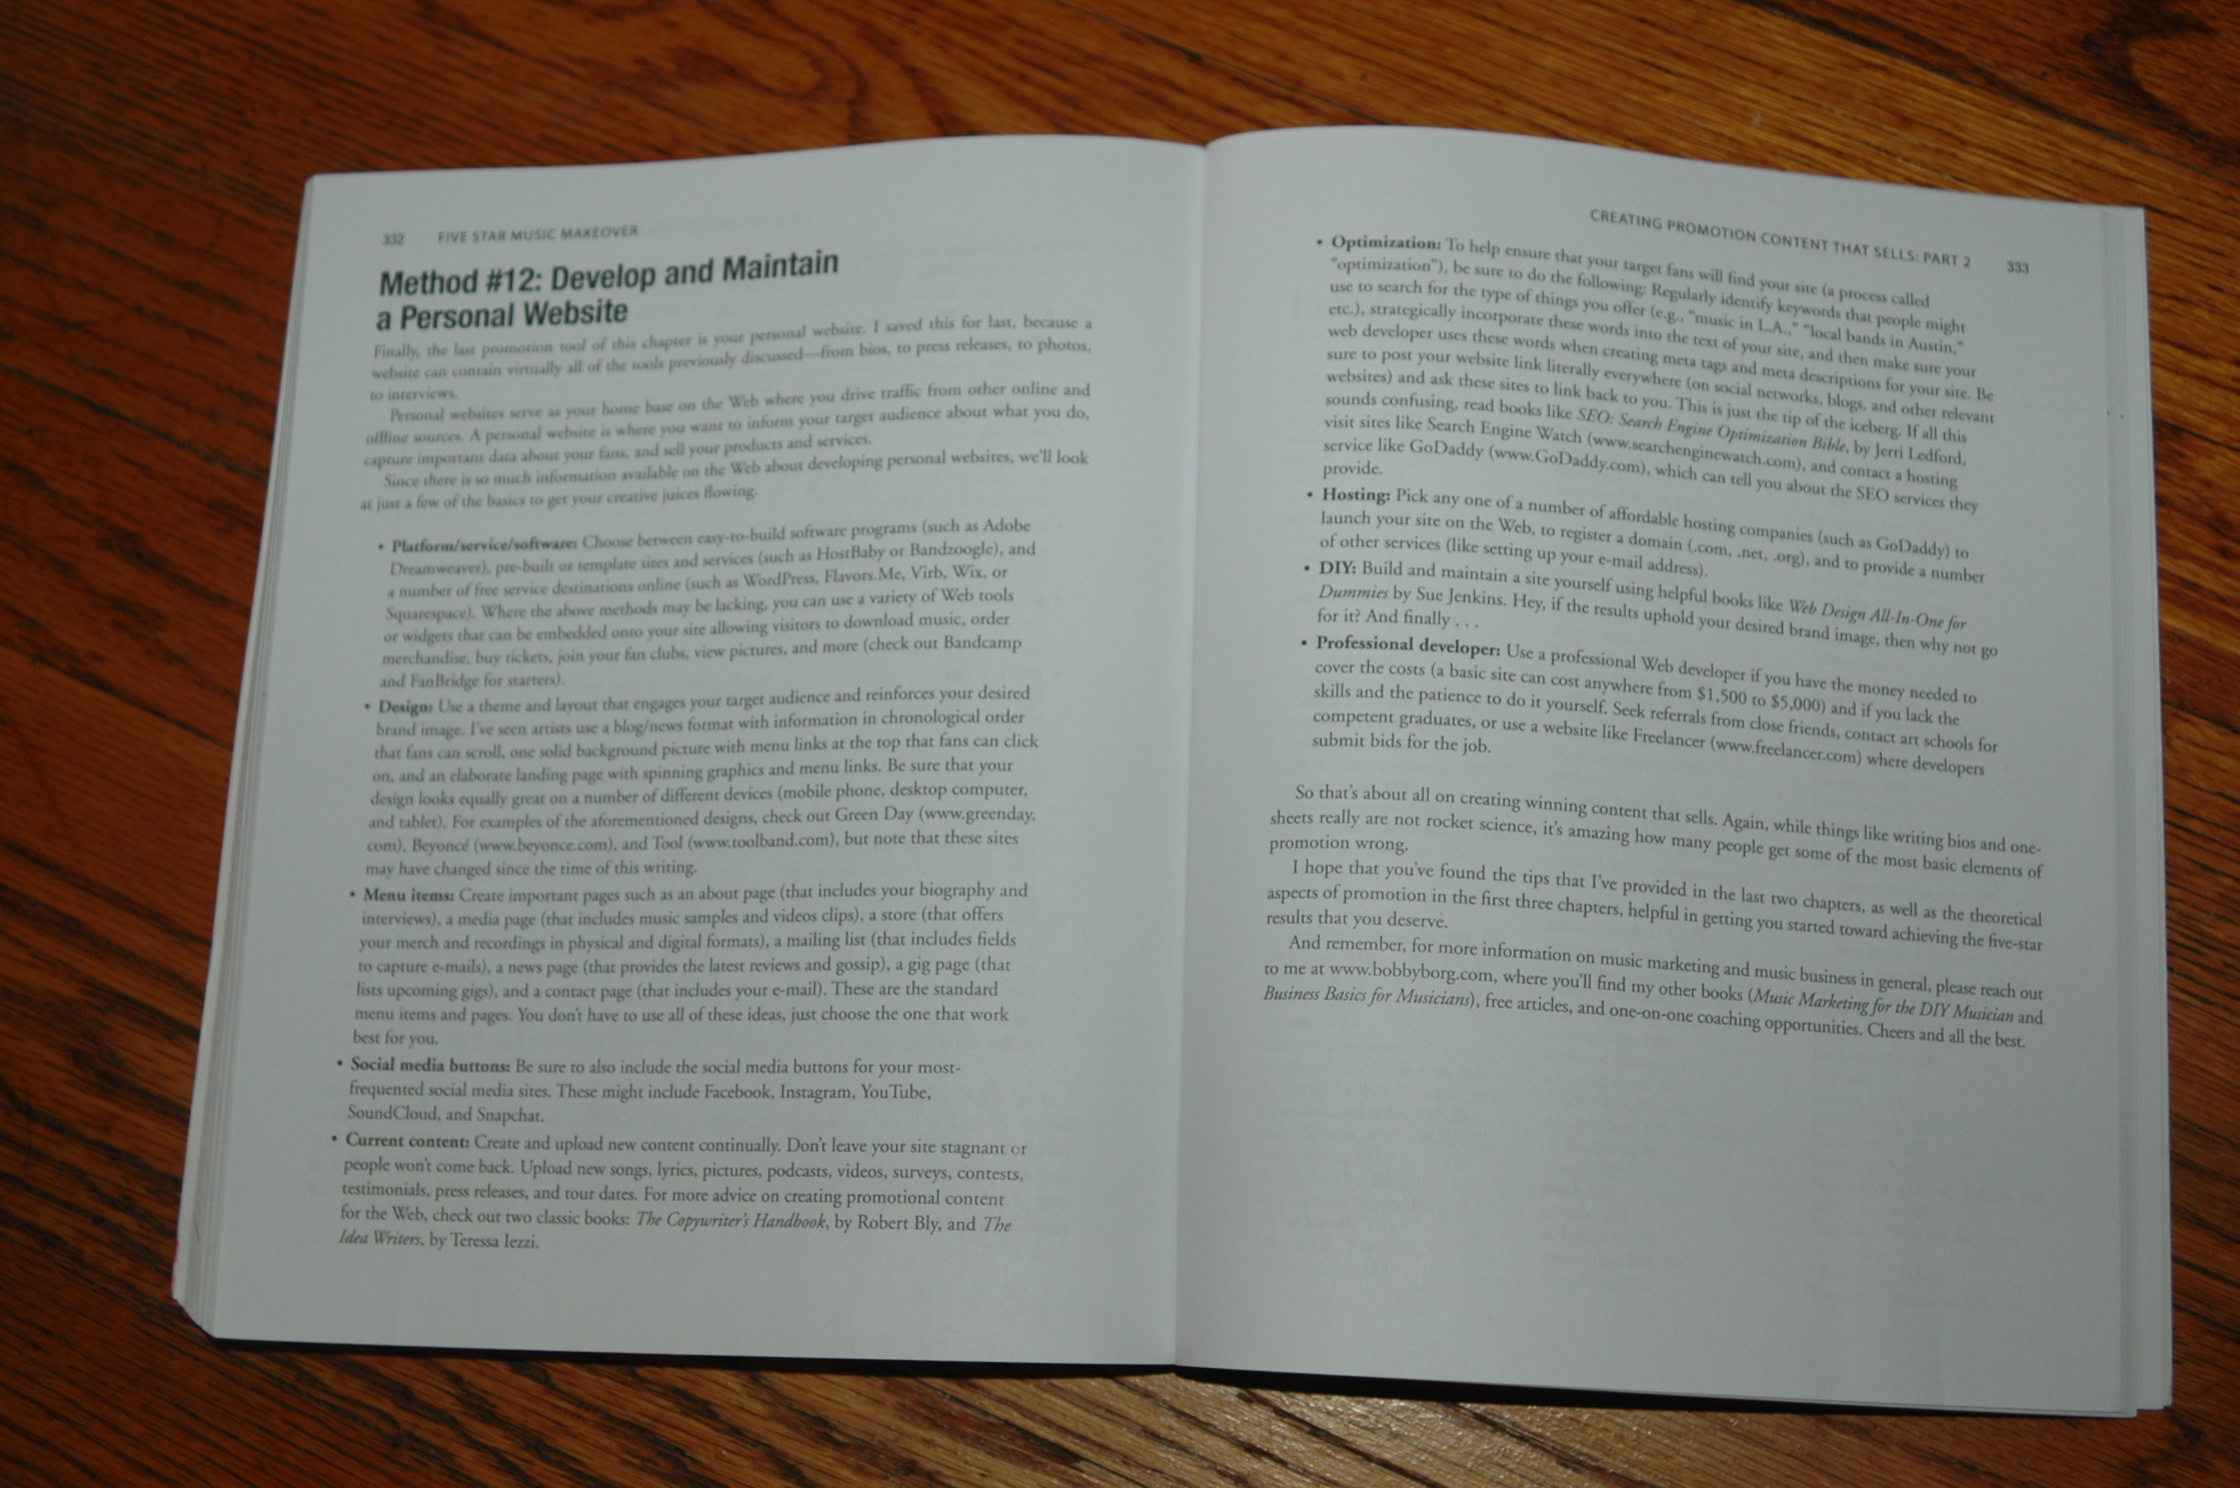 332 FIVE STAR MUSIC MAKEOVER
Method #12: Develop and Maintain
a Personal Website
Finally, the last promotion tool of this chapter is your personal website. I saved this for last, because a
website can contain virtually all of the tools previously discussed—from bios, to press releases, to photos,
to interviews.
Personal websites serve as your home base on the Web where you drive traffic from other online and
offline sources. A personal website is where you want to inform your target audience about what you do,
capture important data about your fans, and sell your products and services.
Since there is so much information available on the Web about developing personal websites, we'll look
at just a few of the basics to get your creative juices flowing.
• Platform/service/software: Choose between easy-to-build software programs (such as Adobe
Dreamweaver), pre-built or template sites and services (such as HostBaby or Bandzoogle), and
a number of free service destinations online (such as WordPress, Flavors.Me, Virb, Wix, or
Squarespace). Where the above methods may be lacking, you can use a variety of Web tools
or widgets that can be embedded onto your site allowing visitors to download music, order
merchandise, buy tickets, join your fan clubs, view pictures, and more (check out Bandcamp
and FanBridge for starters).
• Design: Use a theme and layout that engages your target audience and reinforces your desired
brand image. I've seen artists use a blog/news format with information in chronological order
that fans can scroll, one solid background picture with menu links at the top that fans can click
on, and an elaborate landing page with spinning graphics and menu links. Be sure that your
design looks equally great on a number of different devices (mobile phone, desktop computer,
and tablet). For examples of the aforementioned designs, check out Green Day (www.greenday.
com), Beyoncé (www.beyonce.com), and Tool (www.toolband.com), but note that these sites
may have changed since the time of this writing.
• Menu items: Create important pages such as an about page (that includes your biography and
interviews), a media page (that includes music samples and videos clips), a store (that offers
your merch and recordings in physical and digital formats), a mailing list (that includes fields
to capture e-mails), a news page (that provides the latest reviews and gossip), a gig page (that
lists upcoming gigs), and a contact page (that includes your e-mail). These are the standard
menu items and pages. You don't have to use all of these ideas, just choose the one that work
best for you.
• Social media buttons: Be sure to also include the social media buttons for your most-
frequented social media sites. These might include Facebook, Instagram, YouTube,
SoundCloud, and Snapchat.
• Current content: Create and upload new content continually. Don't leave your site stagnant or
people won't come back. Upload new songs, lyrics, pictures, podcasts, videos, surveys, contests,
testimonials, press releases, and tour dates. For more advice on creating promotional content
for the Web, check out two classic books: The Copywriter's Handbook, by Robert Bly, and The
Idea Writers, by Teressa Iezzi.
CREATING PROMOTION CONTENT THAT SELLS: PART 2 333
• Optimization: To help ensure that your target fans will find your site (a process called
"optimization"), be sure to do the following: Regularly identify keywords that people might
use to search for the type of things you offer (e.g., "music in L.A.," "local bands in Austin,"
etc.), strategically incorporate these words into the text of your site, and then make sure your
web developer uses these words when creating meta tags and meta descriptions for your site. Be
sure to post your website link literally everywhere (on social networks, blogs, and other relevant
websites) and ask these sites to link back to you. This is just the tip of the iceberg. If all this
sounds confusing, read books like SEO: Search Engine Optimization Bible, by Jerri Ledford,
visit sites like Search Engine Watch (www.searchenginewatch.com), and contact a hosting
service like GoDaddy (www.GoDaddy.com), which can tell you about the SEO services they
provide.
• Hosting: Pick any one of a number of affordable hosting companies (such as GoDaddy) to
launch your site on the Web, to register a domain (.com, .net, .org), and to provide a number
of other services (like setting up your e-mail address).
• DIY: Build and maintain a site yourself using helpful books like Web Design All-In-One for
Dummies by Sue Jenkins. Hey, if the results uphold your desired brand image, then why not go
for it? And finally . . .
• Professional developer: Use a professional Web developer if you have the money needed to
cover the costs (a basic site can cost anywhere from $1,500 to $5,000) and if you lack the
skills and the patience to do it yourself. Seek referrals from close friends, contact art schools for
competent graduates, or use a website like Freelancer (www.freelancer.com) where developers
submit bids for the job.
So that's about all on creating winning content that sells. Again, while things like writing bios and one-
sheets really are not rocket science, it's amazing how many people get some of the most basic elements of
promotion wrong.
I hope that you've found the tips that I've provided in the last two chapters, as well as the theoretical
aspects of promotion in the first three chapters, helpful in getting you started toward achieving the five-star
results that you deserve.
And remember, for more information on music marketing and music business in general, please reach out
to me at www.bobbyborg.com, where you'll find my other books (Music Marketing for the DIY Musician and
Business Basics for Musicians), free articles, and one-on-one coaching opportunities. Cheers and all the best.